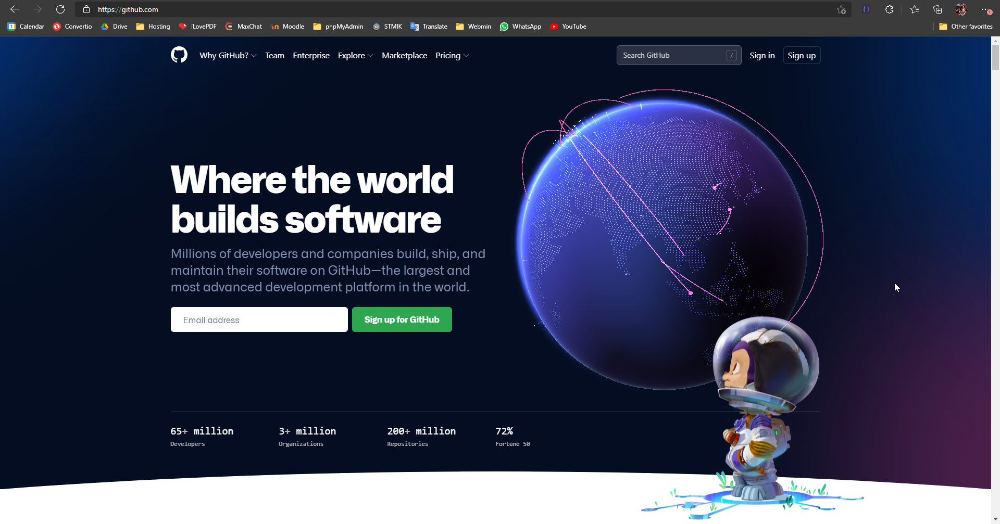 https://github.com
Calendar Convertio Drive Hosting iLovePDF MaxChat Moodle phpMyAdmin STMIK Translate Webmin WhatsApp YouTube Other favorites
Why GitHub? Team Enterprise Explore Marketplace Pricing Search GitHub / Sign in Sign up
Where the world
builds software
Millions of developers and companies build, ship, and
maintain their software on GitHub—the largest and
most advanced development platform in the world.
Email address Sign up for GitHub
65+ million 3+ million 200+ million 72%
Developers Organizations Repositories Fortune 50